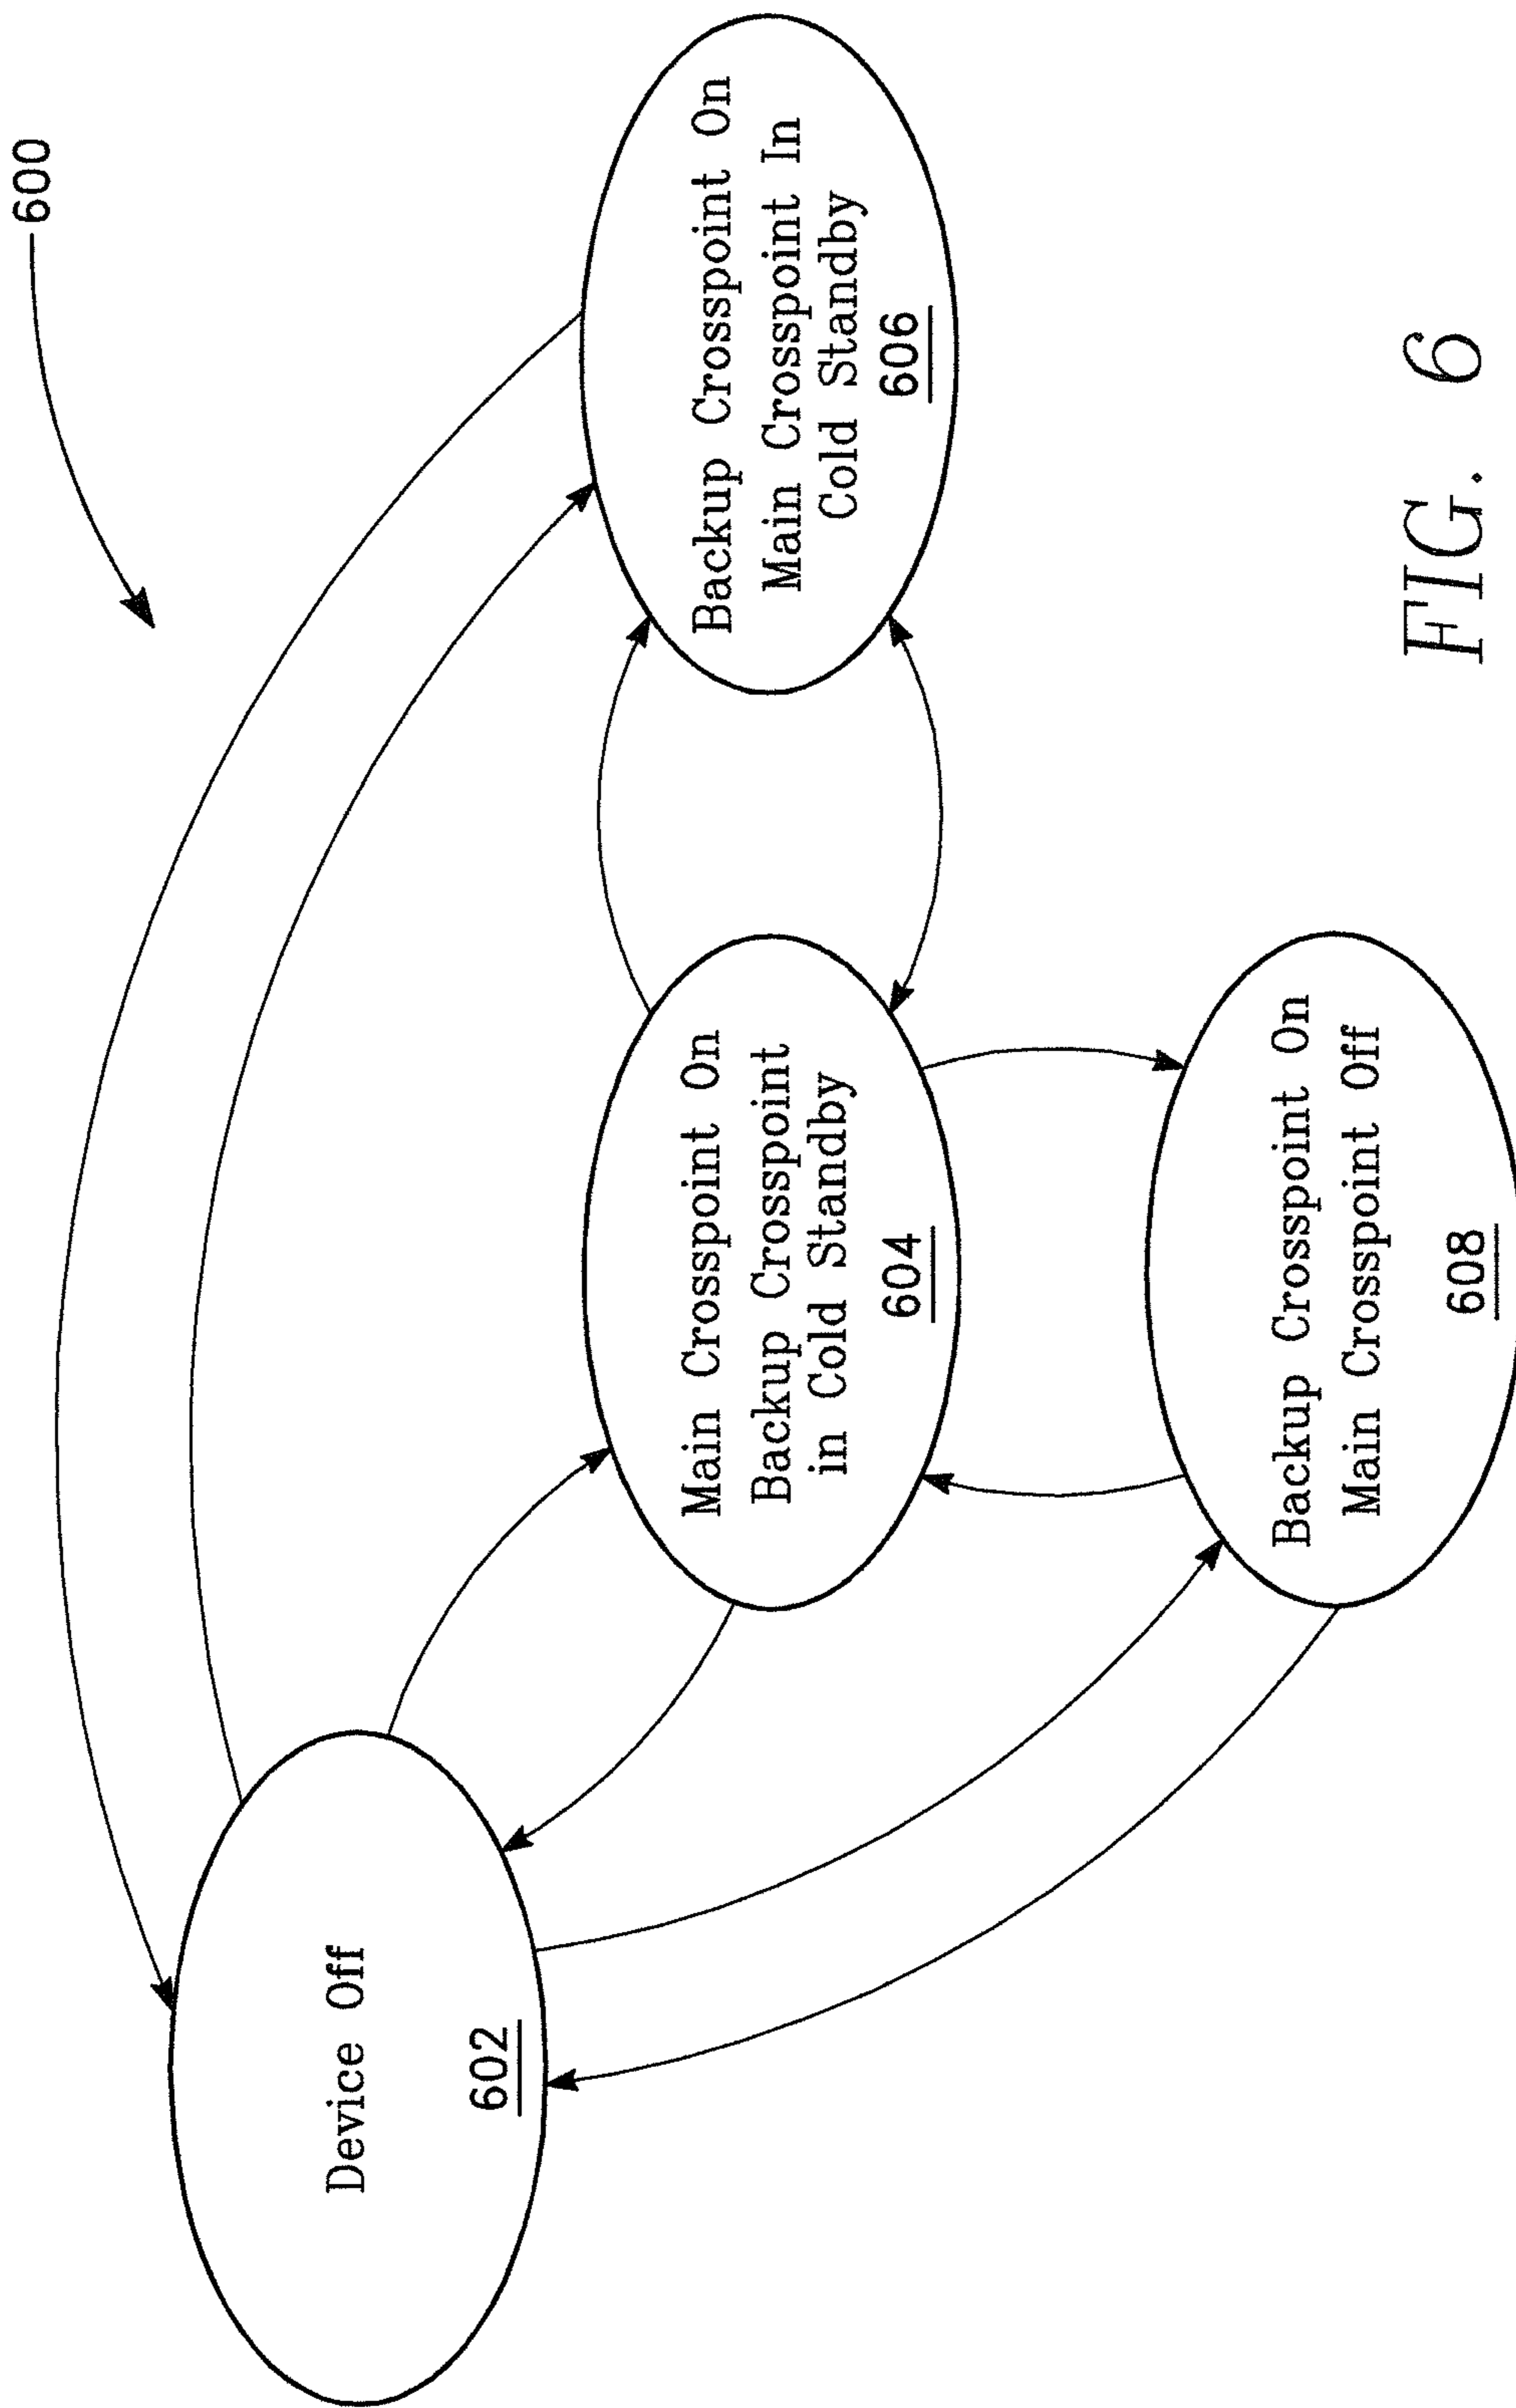 600
Device Off
602
Main Crosspoint On
Backup Crosspoint
in Cold Standby
604
Backup Crosspoint On
Main Crosspoint In
Cold Standby
606
Backup Crosspoint On
Main Crosspoint Off
608
FIG. 6